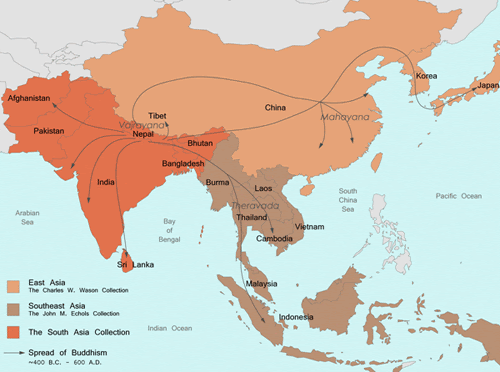 Afghanistan
Pakistan
India
Sri Lanka
Vajrayana
Tibet
Nepal
Bhutan
Bangladesh
Burma
China
Mahayana
Korea
Japan
Laos
Theravada
Thailand
Vietnam
Cambodia
Malaysia
Indonesia
Arabian
Sea
Bay
of
Bengal
South
China
Sea
Pacific Ocean
Indian Ocean
East Asia
The Charles W. Wason Collection
Southeast Asia
The John M. Echols Collection
The South Asia Collection
Spread of Buddhism
~400 B.C. - 600 A.D.